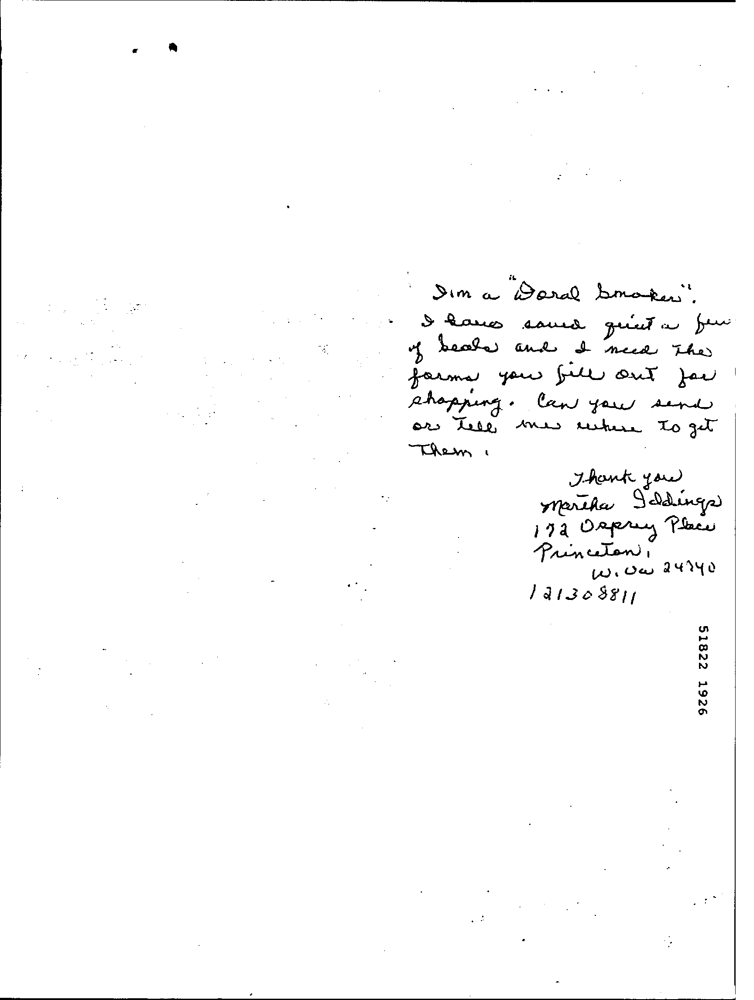 I'm a "Doral Smoker".
I have saved quiet a few
of seals and I need the
forms you fill out for
shopping. Can you send
or tell me where to get
them.
Thank you
Martha Iddings
172 Osprey Place
Princeton,
W. Va 24740
121308811
51822 1926